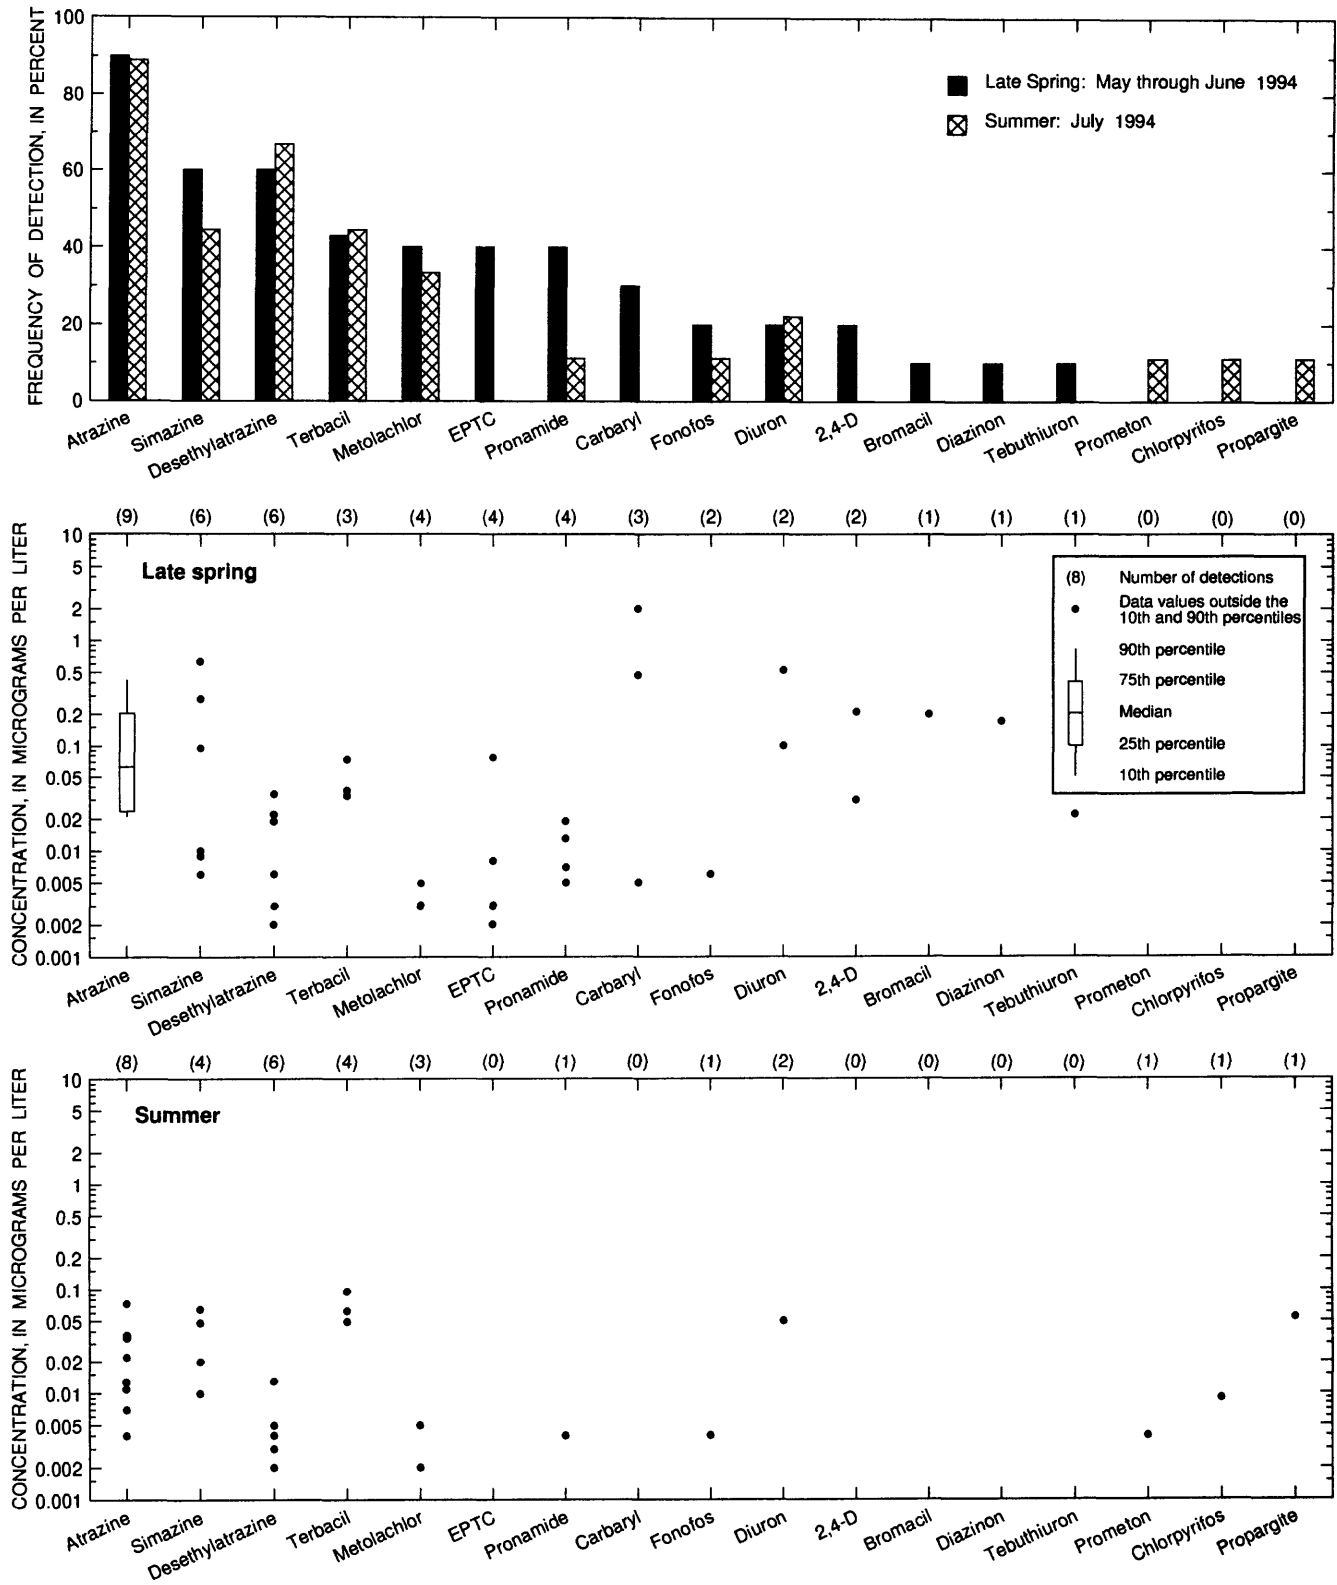 FREQUENCY OF DETECTION, IN PERCENT
100
80
60
40
20
0
Late Spring: May through June 1994
Summer: July 1994
Atrazine
Simazine
Desethylatrazine
Terbacil
Metolachlor
EPTC
Pronamide
Carbaryl
Fonofos
Diuron
2,4-D
Bromacil
Diazinon
Tebuthiuron
Prometon
Chlorpyrifos
Propargite
CONCENTRATION, IN MICROGRAMS PER LITER
(9) (6) (6) (3) (4) (4) (4) (3) (2) (2) (2) (1) (1) (1) (0) (0) (0)
10
5
2
1
0.5
0.2
0.1
0.05
0.02
0.01
0.005
0.002
0.001
Late spring
(8) Number of detections
Data values outside the
10th and 90th percentiles
90th percentile
75th percentile
Median
25th percentile
10th percentile
Atrazine
Simazine
Desethylatrazine
Terbacil
Metolachlor
EPTC
Pronamide
Carbaryl
Fonofos
Diuron
2,4-D
Bromacil
Diazinon
Tebuthiuron
Prometon
Chlorpyrifos
Propargite
CONCENTRATION, IN MICROGRAMS PER LITER
(8) (4) (6) (4) (3) (0) (1) (0) (1) (2) (0) (0) (0) (0) (1) (1) (1)
10
5
2
1
0.5
0.2
0.1
0.05
0.02
0.01
0.005
0.002
0.001
Summer
Atrazine
Simazine
Desethylatrazine
Terbacil
Metolachlor
EPTC
Pronamide
Carbaryl
Fonofos
Diuron
2,4-D
Bromacil
Diazinon
Tebuthiuron
Prometon
Chlorpyrifos
Propargite